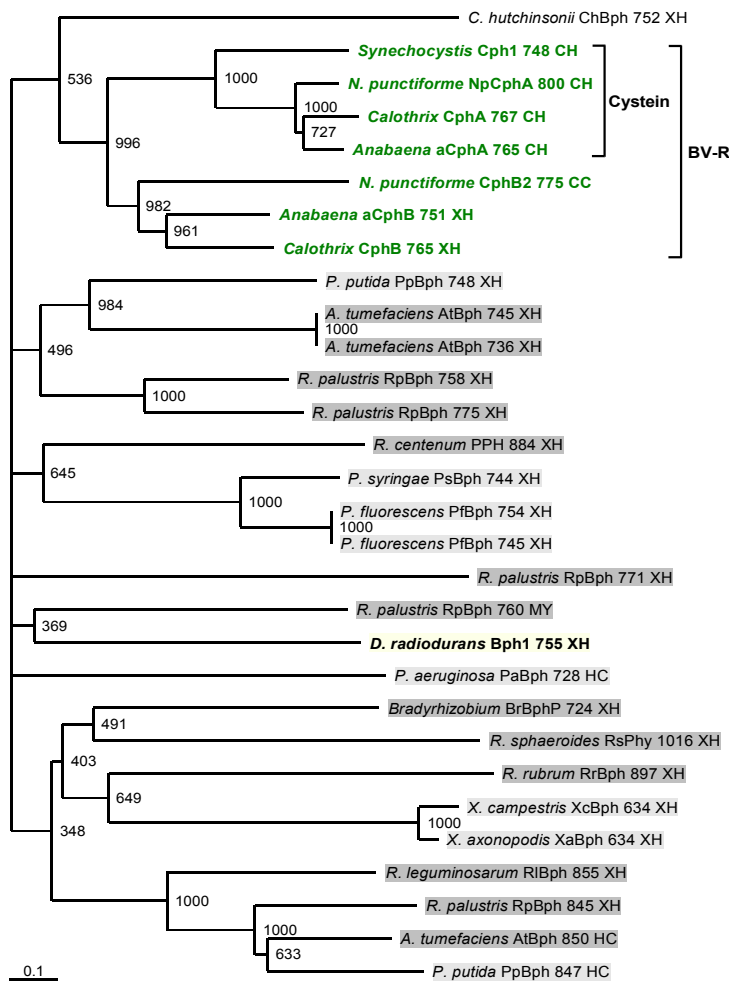 C. hutchinsonii ChBph 752 XH
Synechocystis Cph1 748 CH
536
1000
N. punctiforme NpCphA 800 CH
1000
Cystein
Calothrix CphA 767 CH
727
996
Anabaena aCphA 765 CH
BV-R
N. punctiforme CphB2 775 CC
982
Anabaena aCphB 751 XH
961
Calothrix CphB 765 XH
P. putida PpBph 748 XH
984
A. tumefaciens AtBph 745 XH
1000
A. tumefaciens AtBph 736 XH
496
R. palustris RpBph 758 XH
1000
R. palustris RpBph 775 XH
R. centenum PPH 884 XH
645
P. syringae PsBph 744 XH
1000
P. fluorescens PfBph 754 XH
1000
P. fluorescens PfBph 745 XH
R. palustris RpBph 771 XH
R. palustris RpBph 760 MY
369
D. radiodurans Bph1 755 XH
P. aeruginosa PaBph 728 HC
Bradyrhizobium BrBphP 724 XH
491
R. sphaeroides RsPhy 1016 XH
403
R. rubrum RrBph 897 XH
649
X. campestris XcBph 634 XH
1000
348
X. axonopodis XaBph 634 XH
R. leguminosarum RlBph 855 XH
1000
R. palustris RpBph 845 XH
1000
A. tumefaciens AtBph 850 HC
633
P. putida PpBph 847 HC
0.1